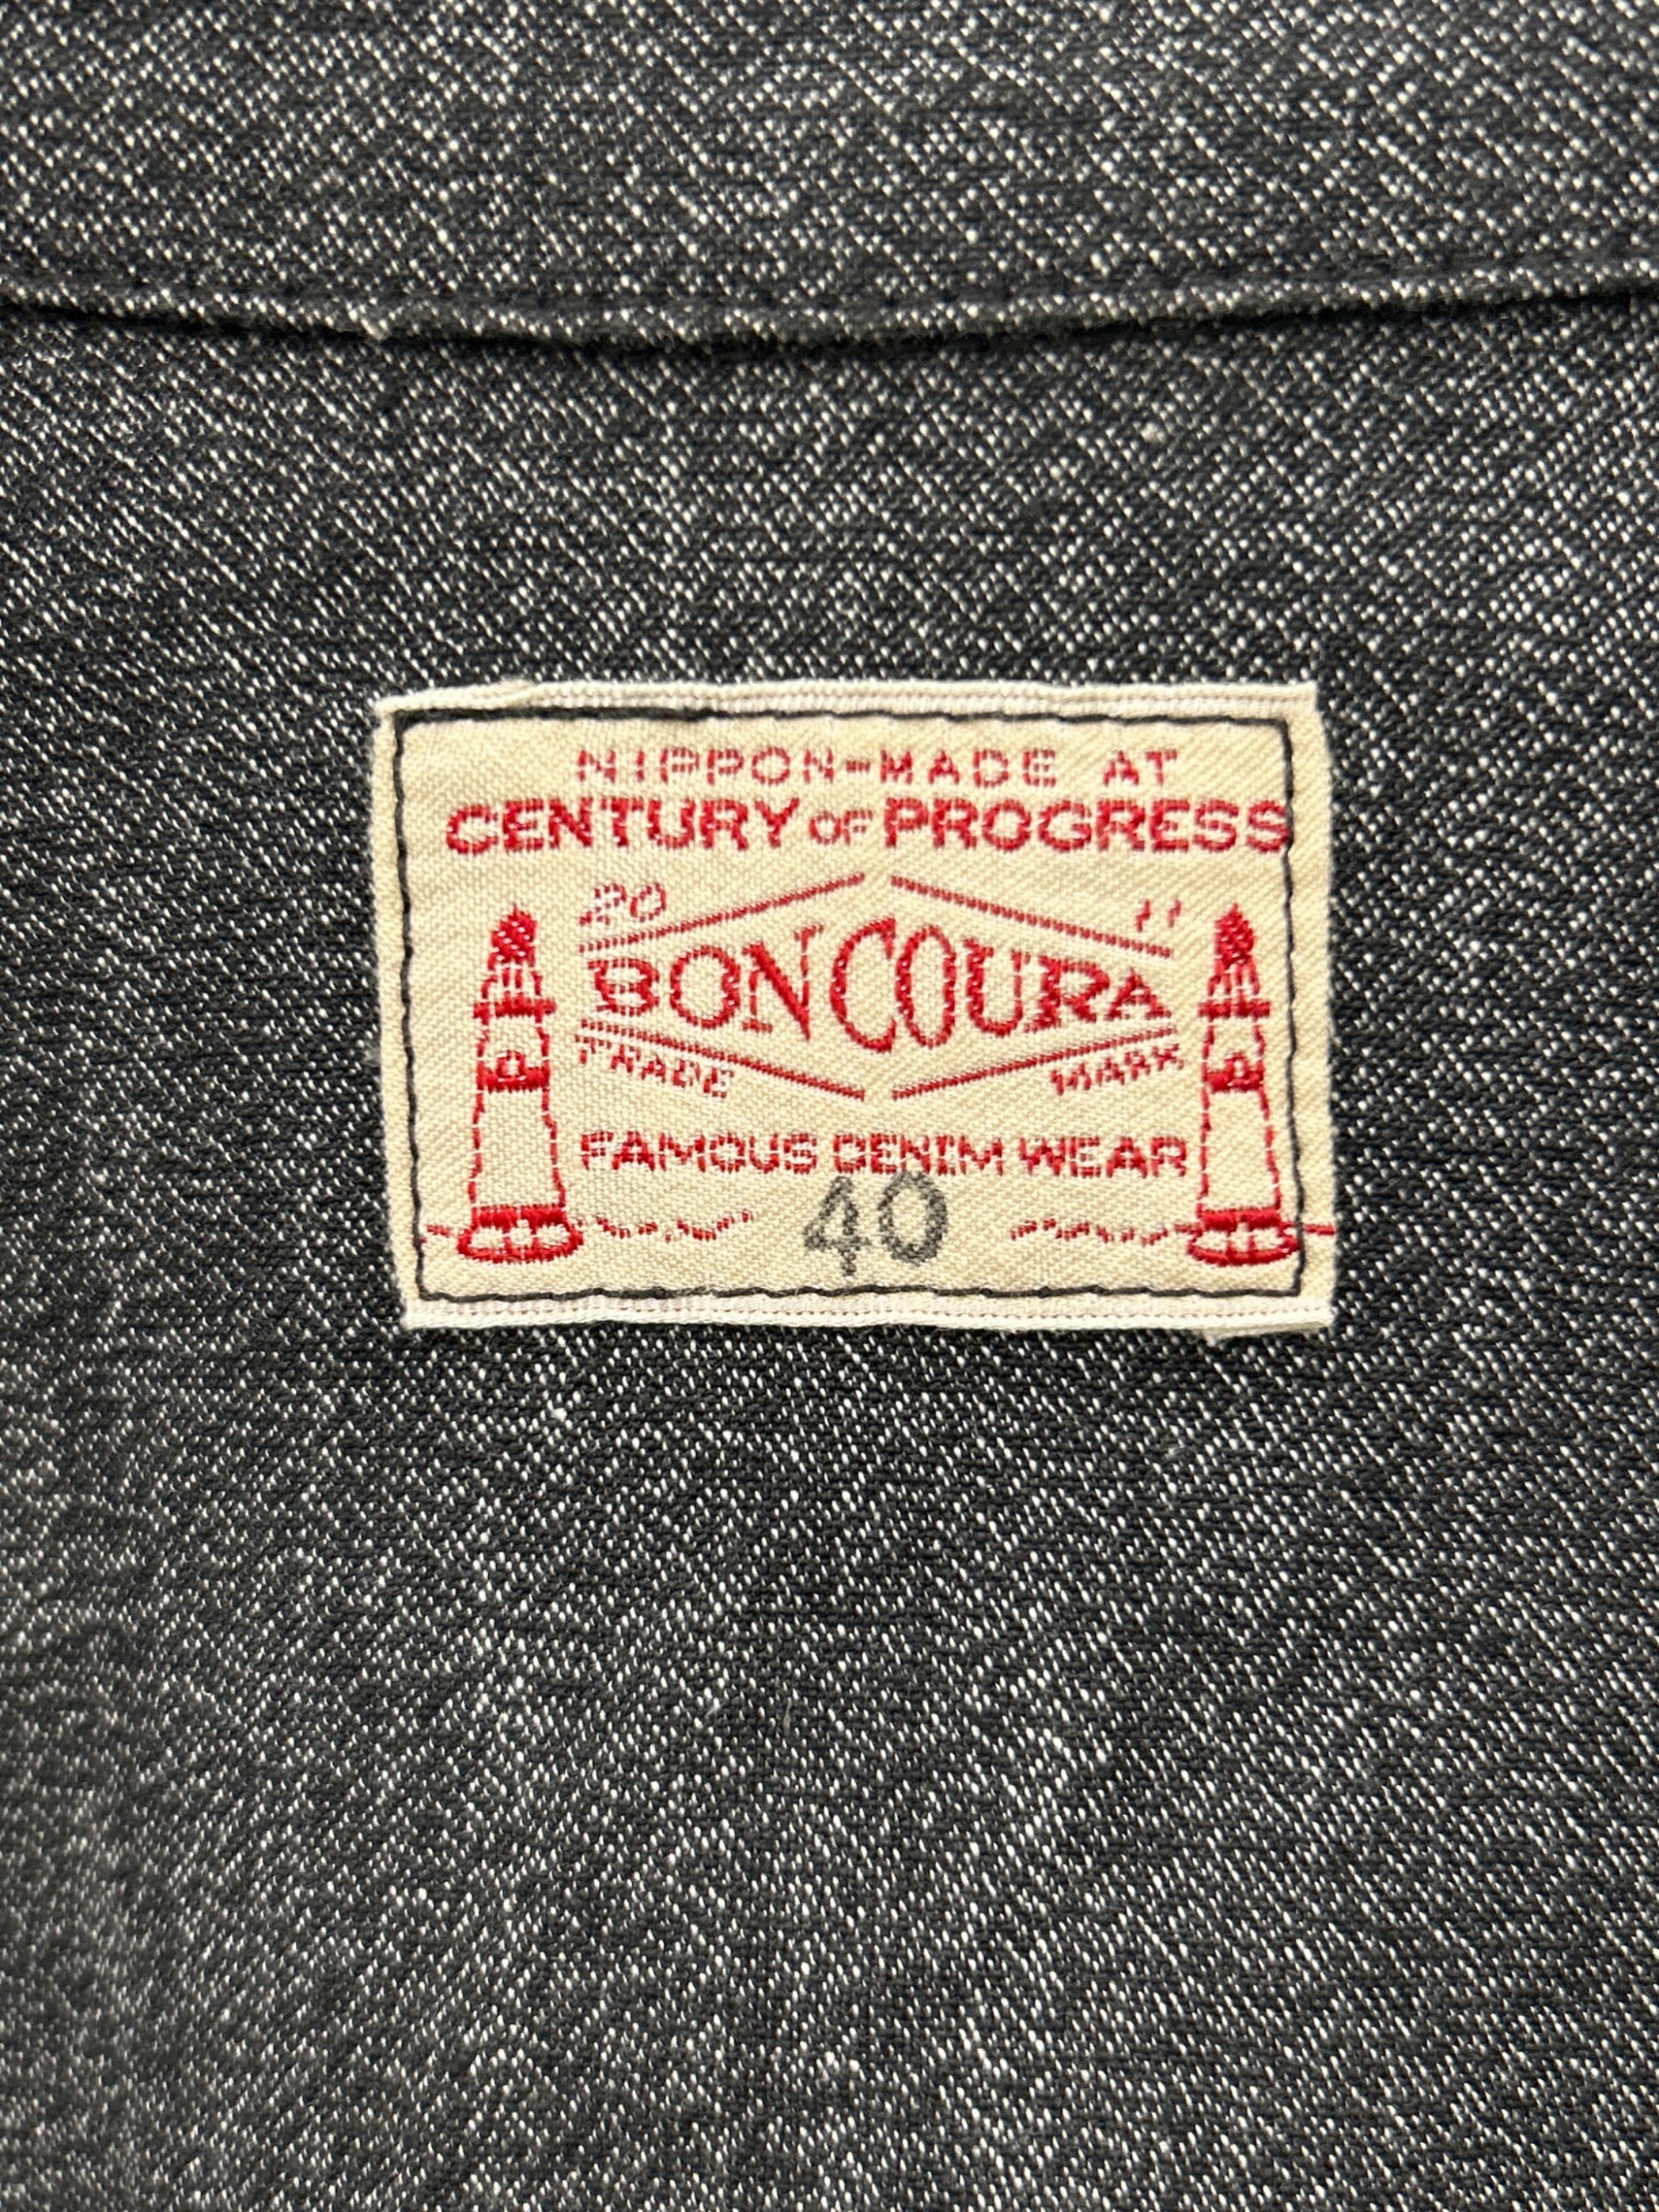 NIPPON-MADE AT
CENTURY OF PROGRESS
20 11
BONCOURA
TRADE MARK
FAMOUS DENIM WEAR
40